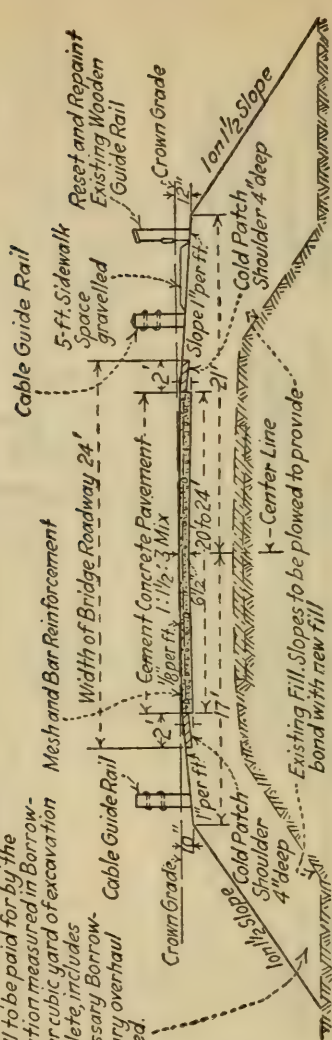 l to be paid for by the
tion measured in Borrow-
r cubic yard of excavation
lete, includes
ssary Borrow-
ary overhaul
ed.
Mesh and Bar Reinforcement
Width of Bridge Roadway 24'
Cable Guide Rail
5-ft. Sidewalk
Space
gravelled
Reset and Repaint
Existing Wooden
Guide Rail
Cable Guide Rail
Crown Grade
2'
1/8" per ft.
Cement Concrete Pavement
1:1½:3 Mix
2'
Crown Grade
12"
10"
1 on 1½ Slope
1" per ft.
Cold Patch
Shoulder
4" deep
6½"
20 to 24'
17'
21'
Slope 1" per ft.
Cold Patch
Shoulder 4" deep
1 on 1½ Slope
Center Line
Existing Fill. Slopes to be plowed to provide
bond with new fill